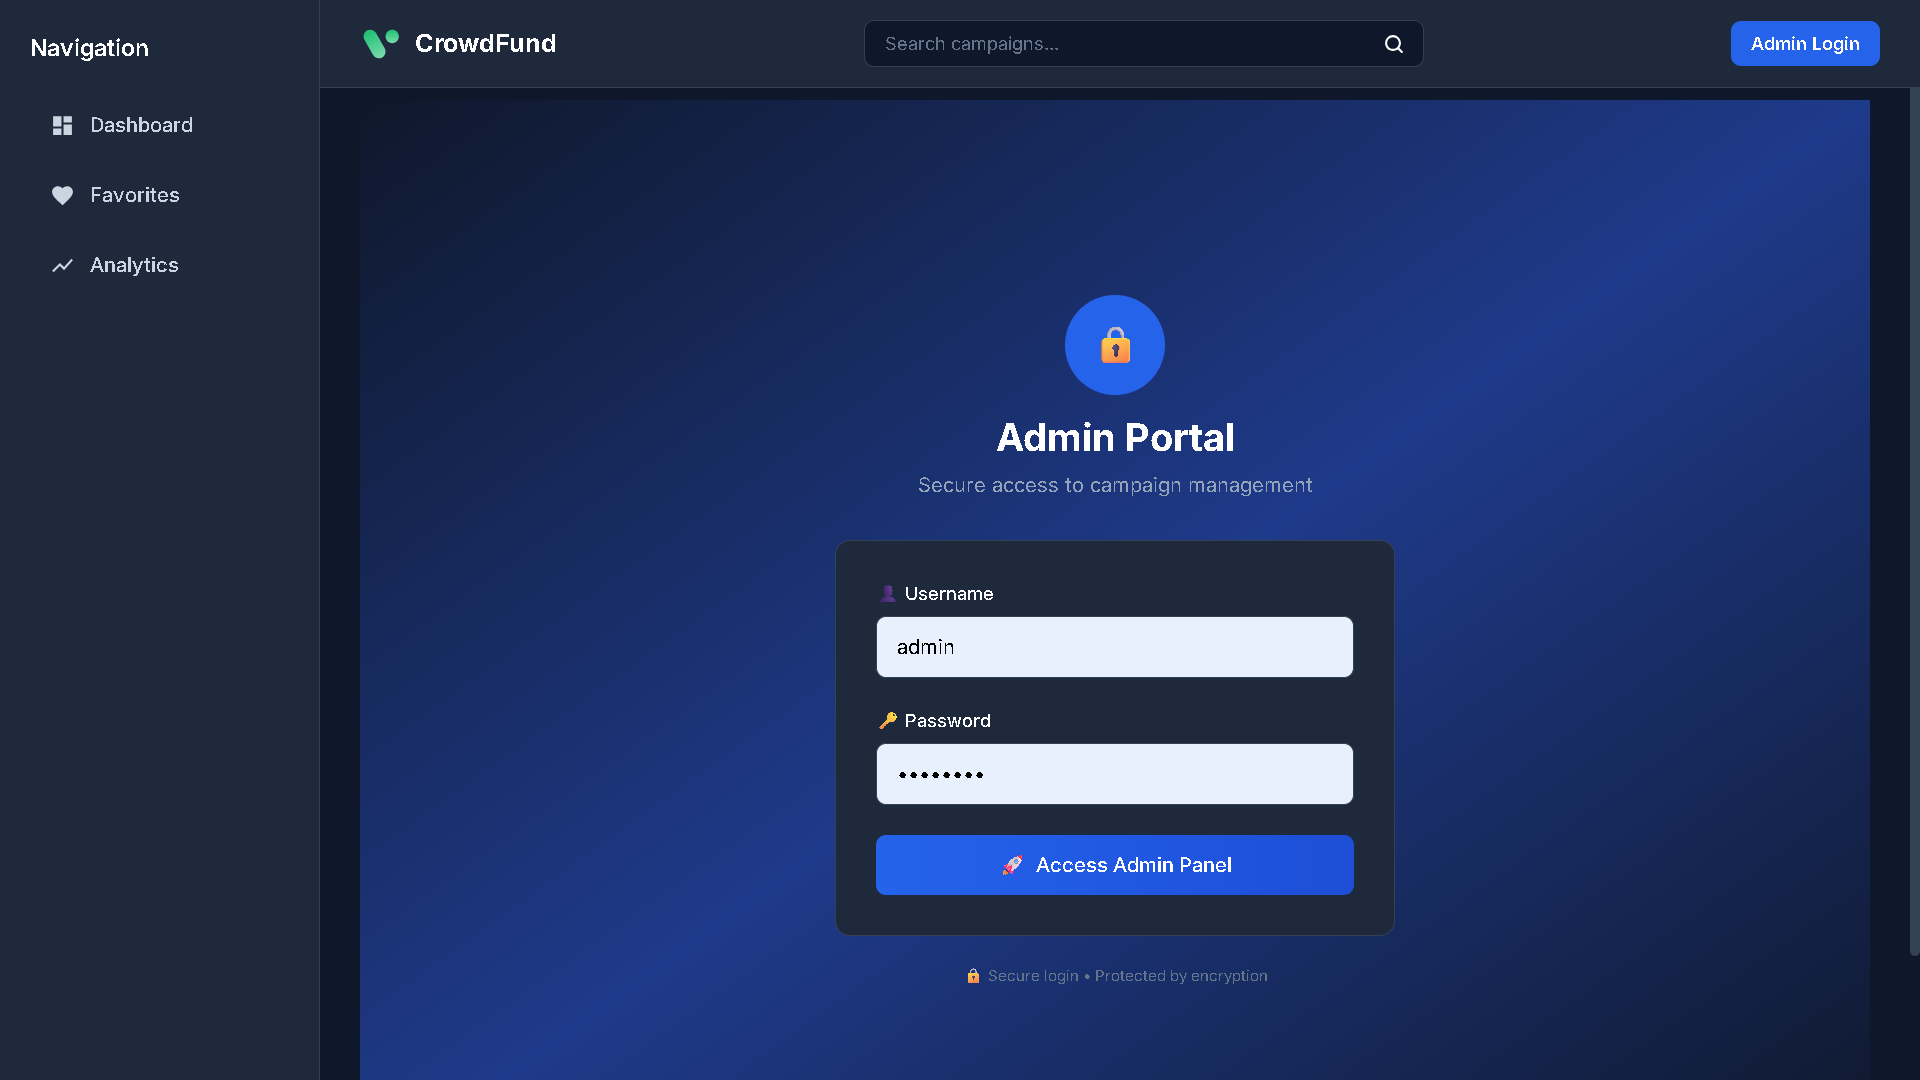 Navigation
Dashboard
Favorites
Analytics
CrowdFund
Search campaigns...
Admin Login
Admin Portal
Secure access to campaign management
Username
admin
Password
••••••••
Access Admin Panel
Secure login • Protected by encryption